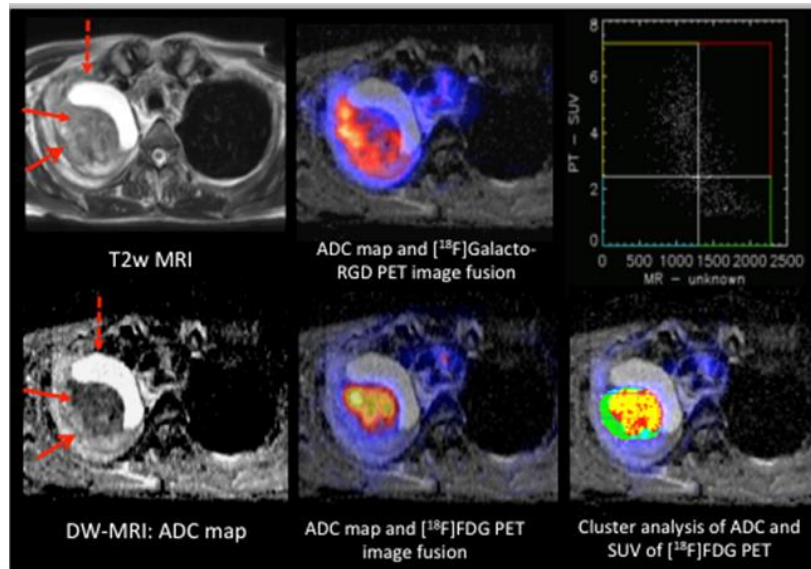 8
6
PT – SUV
4
2
0
0 500 1000 1500 2000 2500
MR – unknown
T2w MRI
ADC map and [¹⁸F]Galacto-
RGD PET image fusion
DW-MRI: ADC map
ADC map and [¹⁸F]FDG PET
image fusion
Cluster analysis of ADC and
SUV of [¹⁸F]FDG PET